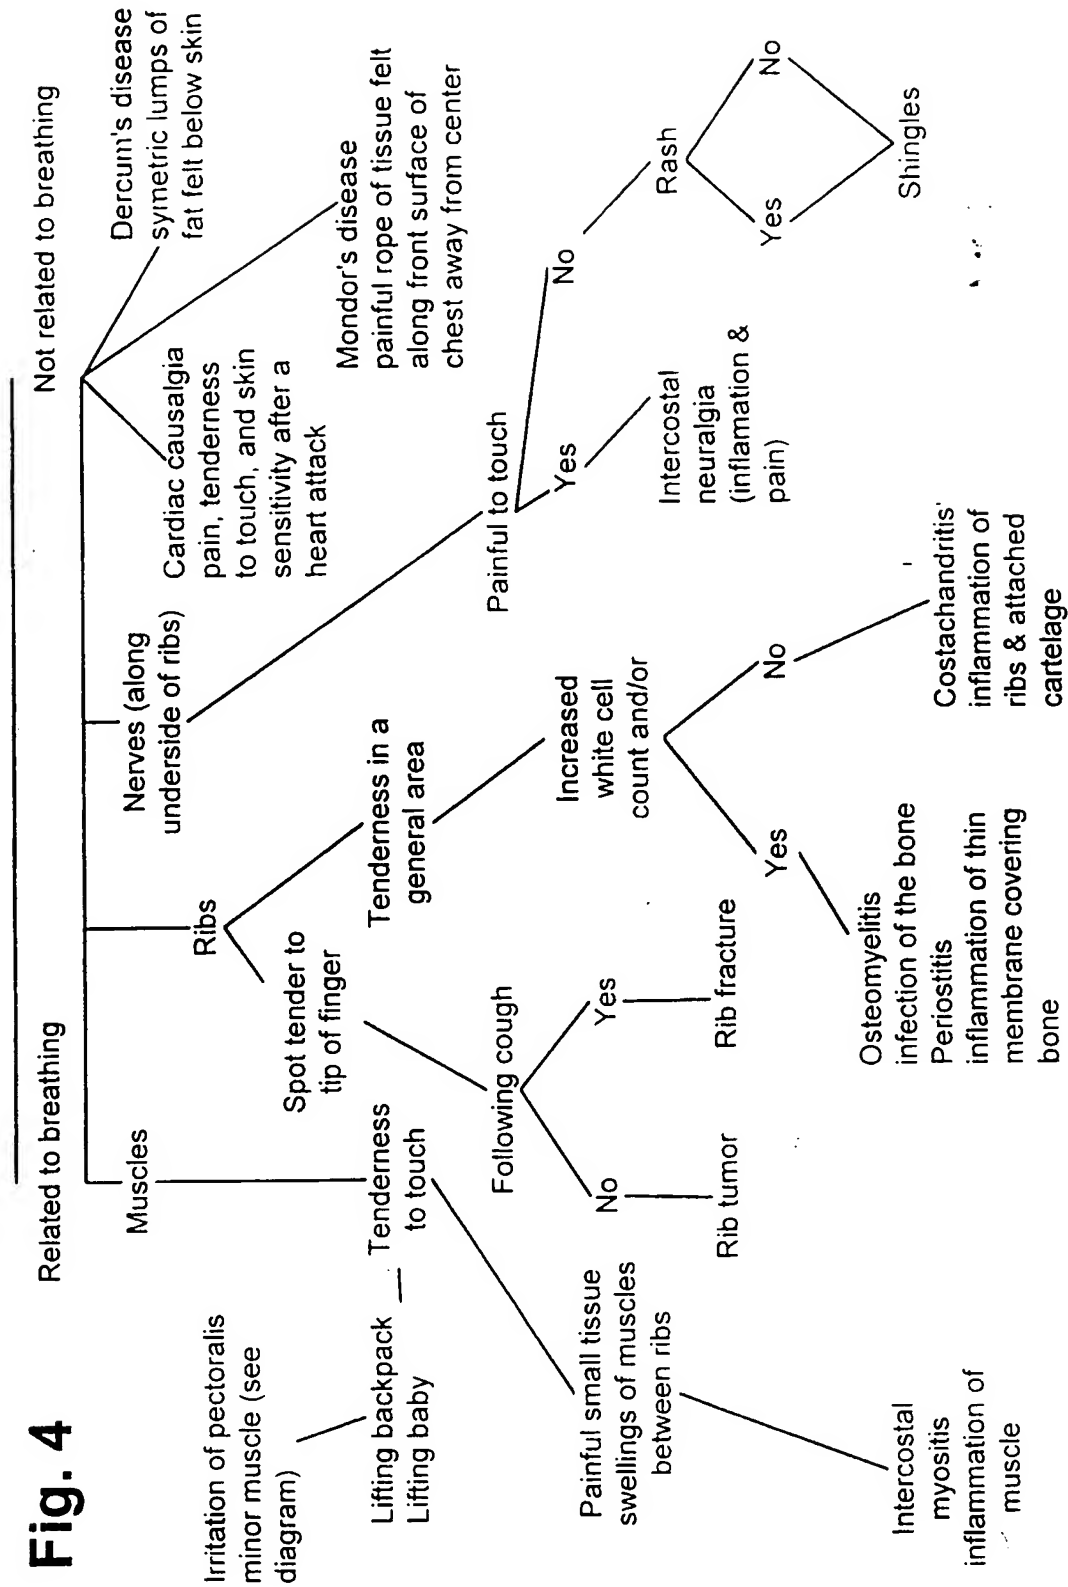 Fig. 4
Related to breathing
Not related to breathing
Muscles
Irritation of pectoralis
minor muscle (see
diagram)
Lifting backpack
Lifting baby
Tenderness
to touch
Painful small tissue
swellings of muscles
between ribs
Intercostal
myositis
inflammation of
muscle
Ribs
Spot tender to
tip of finger
Following cough
No
Yes
Rib tumor
Rib fracture
Tenderness in a
general area
Increased
white cell
count and/or
Yes
No
Osteomyelitis
infection of the bone
Periostitis
inflammation of thin
membrane covering
bone
Costachandritis'
inflammation of
ribs & attached
cartelage
Nerves (along
underside of ribs)
Painful to touch
Yes
No
Intercostal
neuralgia
(inflamation &
pain)
Rash
Yes
No
Shingles
Cardiac causalgia
pain, tenderness
to touch, and skin
sensitivity after a
heart attack
Dercum's disease
symetric lumps of
fat felt below skin
Mondor's disease
painful rope of tissue felt
along front surface of
chest away from center